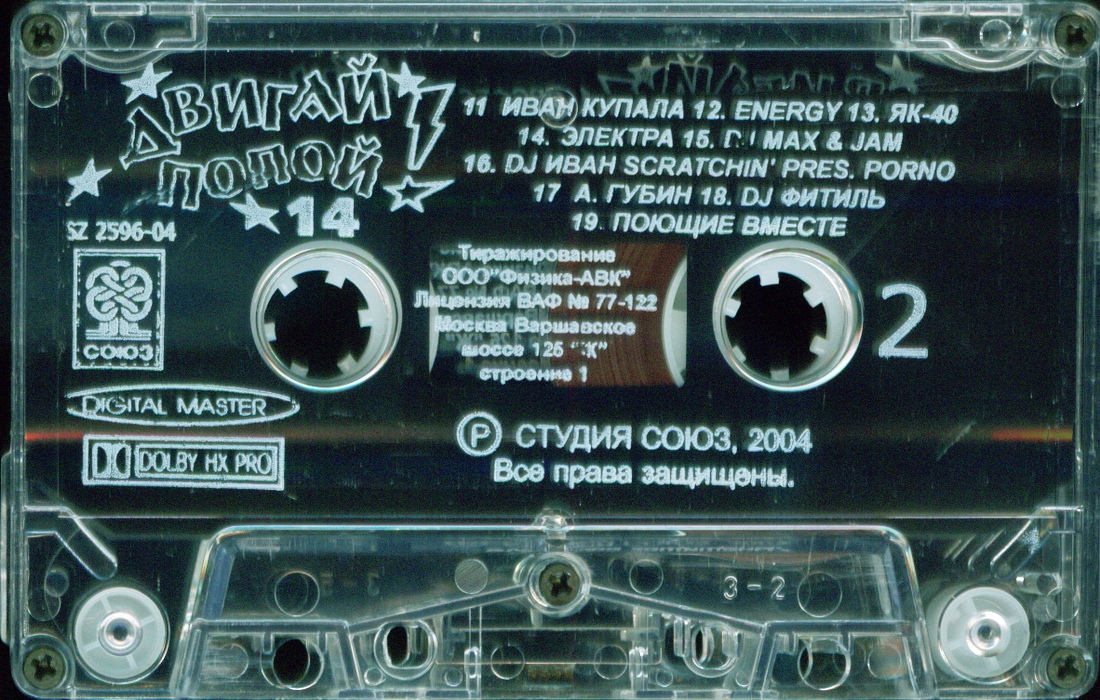 ДВИГАЙ
ПОПОЙ
14
11 ИВАН КУПАЛА 12. ENERGY 13. ЯК-40
14. ЭЛЕКТРА 15. DJ MAX & JAM
16. DJ ИВАН SCRATCHIN' PRES. PORNO
17 А. ГУБИН 18. DJ ФИТИЛЬ
19. ПОЮЩИЕ ВМЕСТЕ
SZ 2596-04
СОЮЗ
Тиражирование
ООО"Физика-АВК"
Лицензия ВАФ № 77-122
Москва Варшавское
шоссе 125 "Ж"
строение 1
2
DIGITAL MASTER
DOLBY HX PRO
Ⓟ СТУДИЯ СОЮЗ, 2004
Все права защищены.
3-2